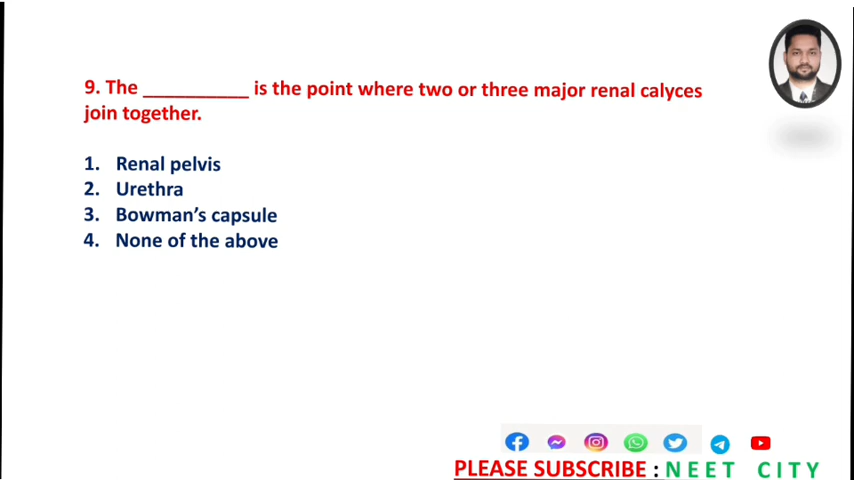 9. The __________ is the point where two or three major renal calyces
join together.
1. Renal pelvis
2. Urethra
3. Bowman’s capsule
4. None of the above
PLEASE SUBSCRIBE : NEET CITY